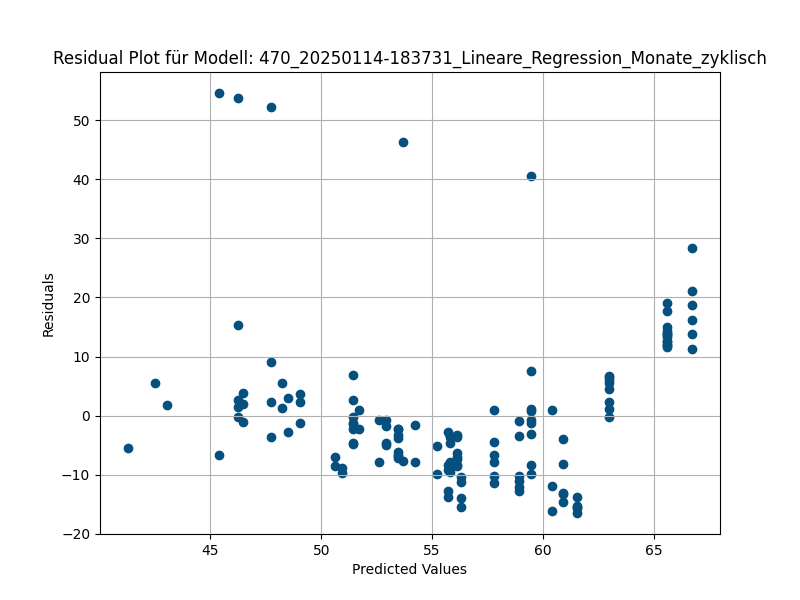 Residual Plot für Modell: 470_20250114-183731_Lineare_Regression_Monate_zyklisch
50
40
30
20
10
0
−10
−20
Residuals
45 50 55 60 65
Predicted Values